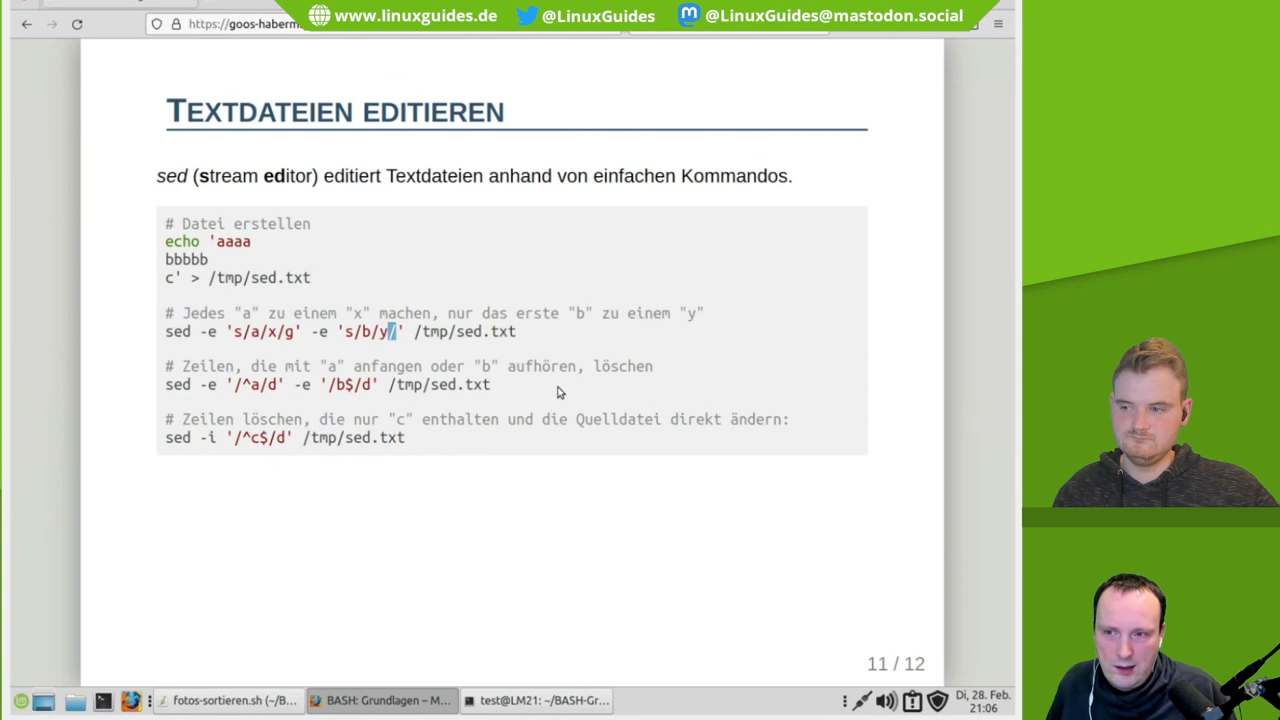 www.linuxguides.de @LinuxGuides @LinuxGuides@mastodon.social
https://goos-haberm
TEXTDATEIEN EDITIEREN
sed (stream editor) editiert Textdateien anhand von einfachen Kommandos.
# Datei erstellen
echo 'aaaa
bbbbb
c' > /tmp/sed.txt
# Jedes "a" zu einem "x" machen, nur das erste "b" zu einem "y"
sed -e 's/a/x/g' -e 's/b/y/' /tmp/sed.txt
# Zeilen, die mit "a" anfangen oder "b" aufhören, löschen
sed -e '/^a/d' -e '/b$/d' /tmp/sed.txt
# Zeilen löschen, die nur "c" enthalten und die Quelldatei direkt ändern:
sed -i '/^c$/d' /tmp/sed.txt
11 / 12
fotos-sortieren.sh (~/B... BASH: Grundlagen – M... test@LM21: ~/BASH-Gr... Di, 28. Feb.
21:06